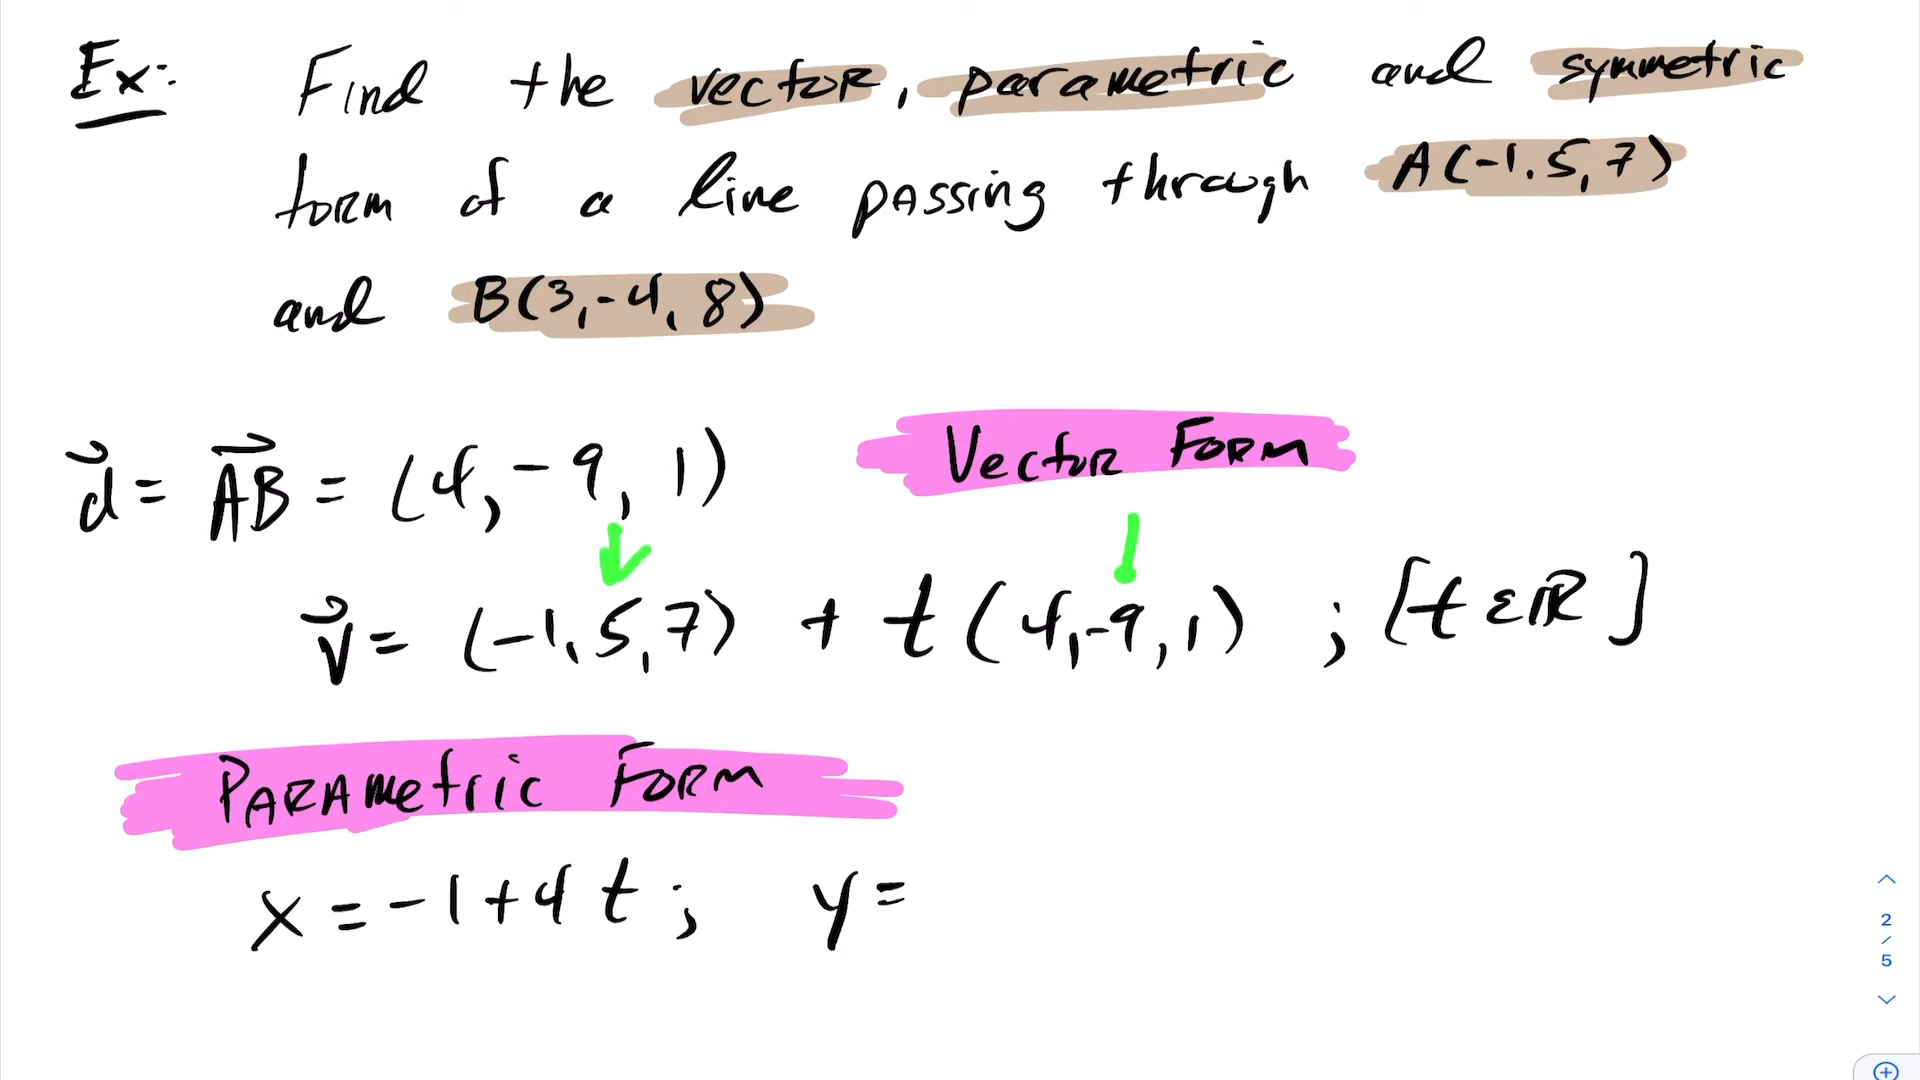 Ex: Find the vector, parametric and symmetric
form of a line passing through A(-1,5,7)
and B(3,-4,8)
d⃗ = A⃗B⃗ = (4,-9,1)
Vector Form
v⃗ = (-1,5,7) + t(4,-9,1) ; [t ε ℝ]
Parametric Form
x = -1+4t; y =
2
/
5